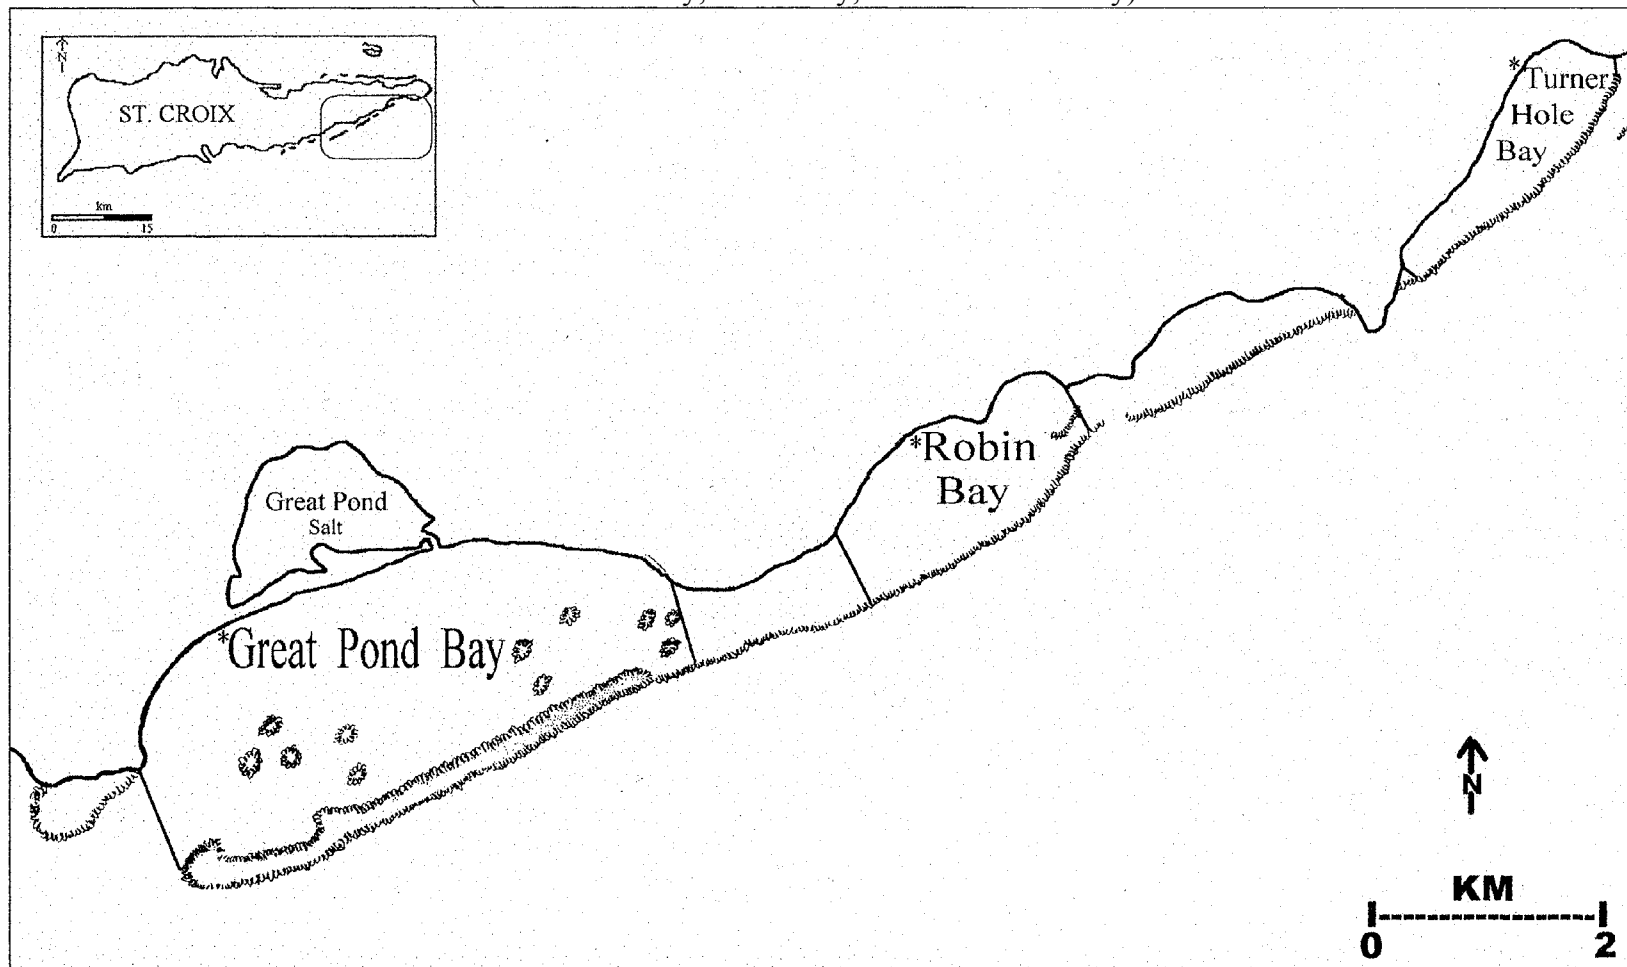 N
ST. CROIX
km
0 15
*Turner
Hole
Bay
*Robin
Bay
Great Pond
Salt
*Great Pond Bay
N
KM
0 2